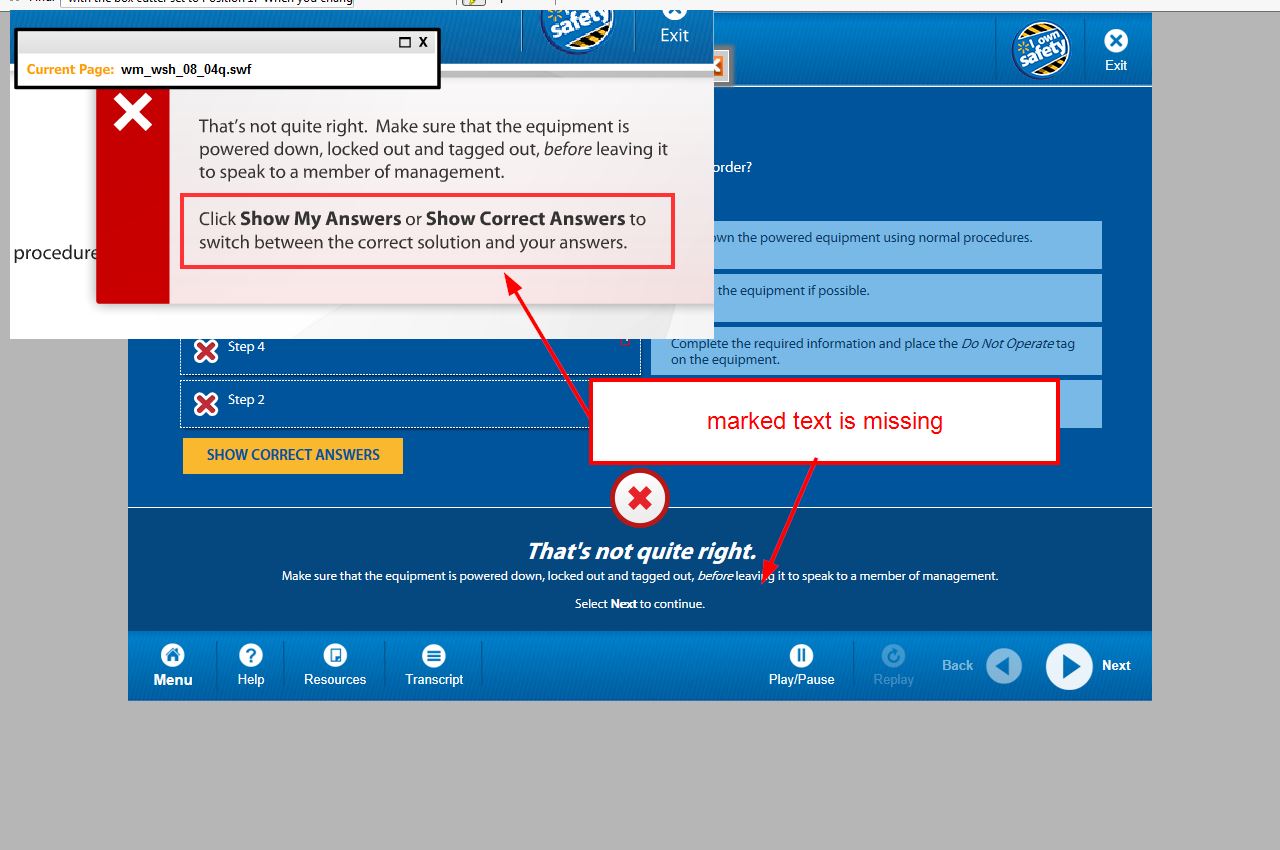 with the box cutter set to Position 1? When you chang
safety
Exit
Current Page: wm_wsh_08_04q.swf
That's not quite right. Make sure that the equipment is
powered down, locked out and tagged out, before leaving it
to speak to a member of management.
Click Show My Answers or Show Correct Answers to
switch between the correct solution and your answers.
procedure
I own
safety
Exit
order?
own the powered equipment using normal procedures.
the equipment if possible.
Complete the required information and place the Do Not Operate tag
on the equipment.
Step 4
Step 2
marked text is missing
SHOW CORRECT ANSWERS
That's not quite right.
Make sure that the equipment is powered down, locked out and tagged out, before leaving it to speak to a member of management.
Select Next to continue.
Menu
Help
Resources
Transcript
Play/Pause
Replay
Back
Next